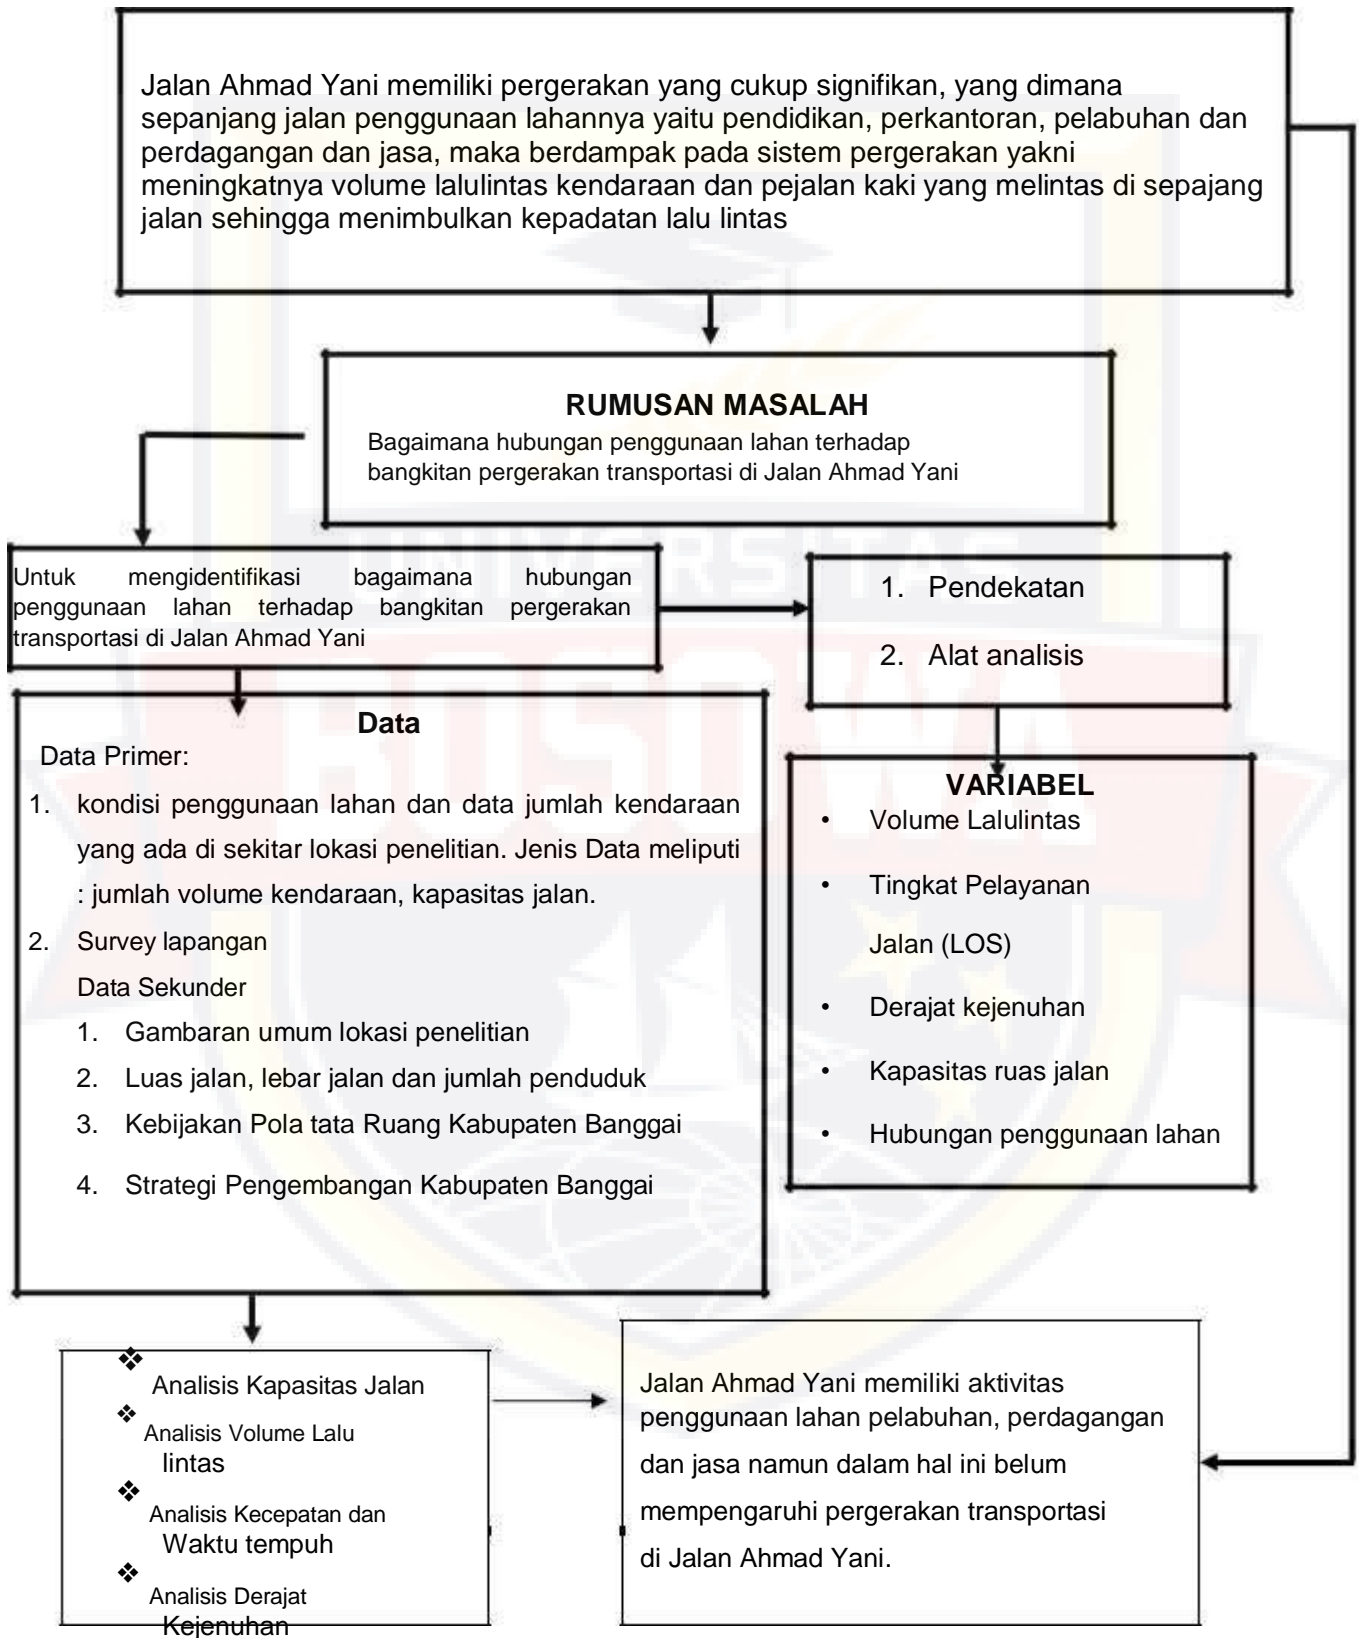 Jalan Ahmad Yani memiliki pergerakan yang cukup signifikan, yang dimana
sepanjang jalan penggunaan lahannya yaitu pendidikan, perkantoran, pelabuhan dan
perdagangan dan jasa, maka berdampak pada sistem pergerakan yakni
meningkatnya volume lalulintas kendaraan dan pejalan kaki yang melintas di sepajang
jalan sehingga menimbulkan kepadatan lalu lintas
RUMUSAN MASALAH
Bagaimana hubungan penggunaan lahan terhadap
bangkitan pergerakan transportasi di Jalan Ahmad Yani
Untuk mengidentifikasi bagaimana hubungan
penggunaan lahan terhadap bangkitan pergerakan
transportasi di Jalan Ahmad Yani
1. Pendekatan
2. Alat analisis
Data
Data Primer:
1. kondisi penggunaan lahan dan data jumlah kendaraan
yang ada di sekitar lokasi penelitian. Jenis Data meliputi
: jumlah volume kendaraan, kapasitas jalan.
2. Survey lapangan
Data Sekunder
1. Gambaran umum lokasi penelitian
2. Luas jalan, lebar jalan dan jumlah penduduk
3. Kebijakan Pola tata Ruang Kabupaten Banggai
4. Strategi Pengembangan Kabupaten Banggai
VARIABEL
• Volume Lalulintas
• Tingkat Pelayanan
Jalan (LOS)
• Derajat kejenuhan
• Kapasitas ruas jalan
• Hubungan penggunaan lahan
❖ Analisis Kapasitas Jalan
❖ Analisis Volume Lalu
lintas
❖ Analisis Kecepatan dan
Waktu tempuh
❖ Analisis Derajat
Kejenuhan
Jalan Ahmad Yani memiliki aktivitas
penggunaan lahan pelabuhan, perdagangan
dan jasa namun dalam hal ini belum
mempengaruhi pergerakan transportasi
di Jalan Ahmad Yani.
UNIVERSITAS
BOSOWA